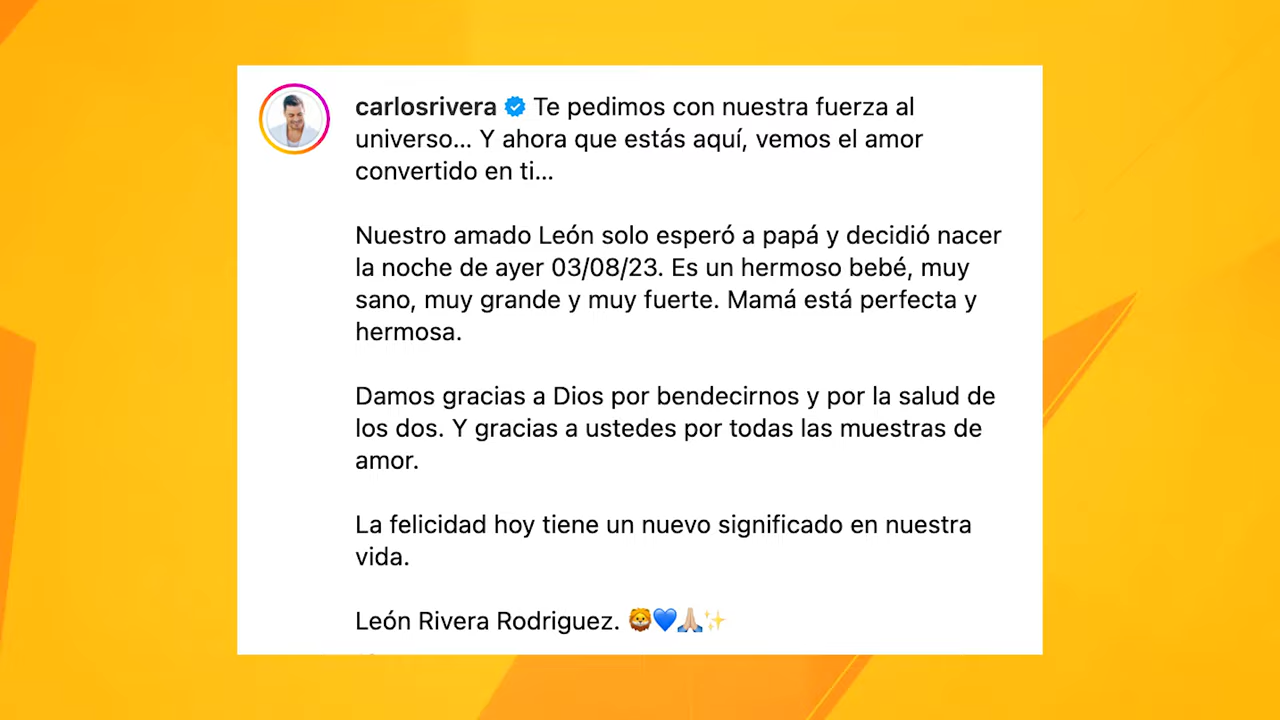 carlosrivera Te pedimos con nuestra fuerza al
universo... Y ahora que estás aquí, vemos el amor
convertido en ti...
Nuestro amado León solo esperó a papá y decidió nacer
la noche de ayer 03/08/23. Es un hermoso bebé, muy
sano, muy grande y muy fuerte. Mamá está perfecta y
hermosa.
Damos gracias a Dios por bendecirnos y por la salud de
los dos. Y gracias a ustedes por todas las muestras de
amor.
La felicidad hoy tiene un nuevo significado en nuestra
vida.
León Rivera Rodriguez. 🦁💙🙏🏼✨